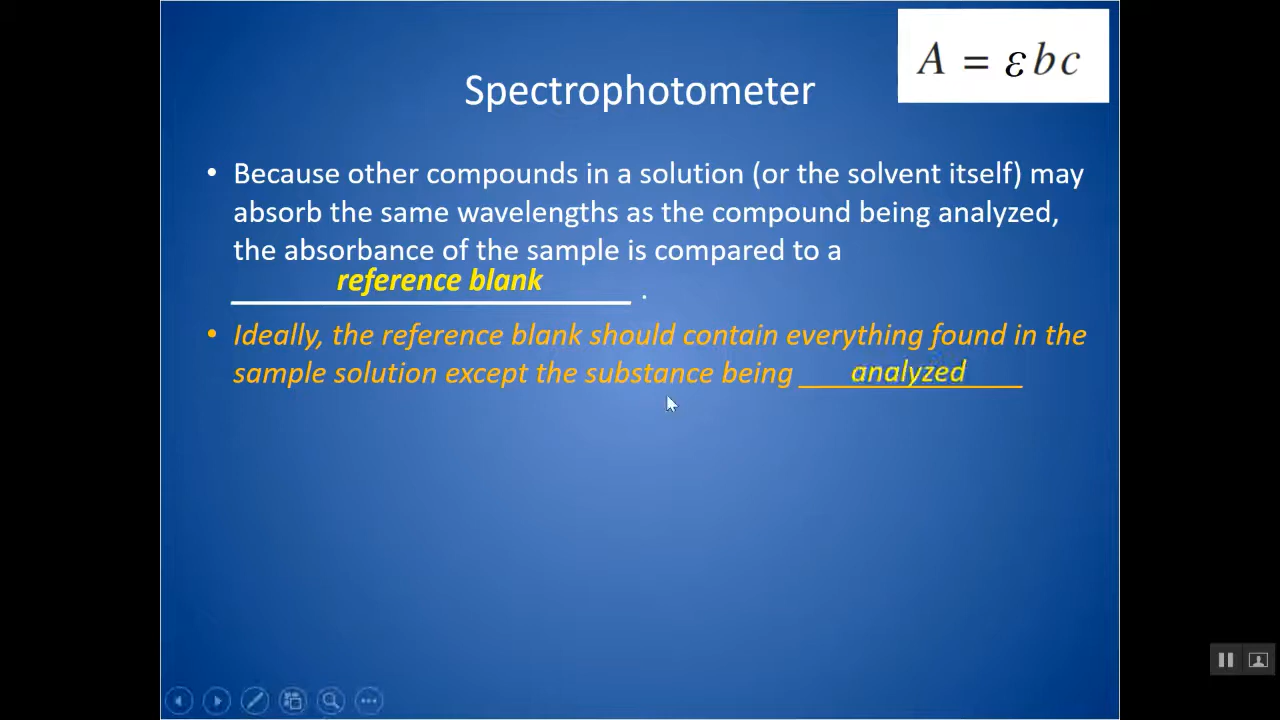 A = εbc
Spectrophotometer
• Because other compounds in a solution (or the solvent itself) may
absorb the same wavelengths as the compound being analyzed,
the absorbance of the sample is compared to a
reference blank .
• Ideally, the reference blank should contain everything found in the
sample solution except the substance being analyzed